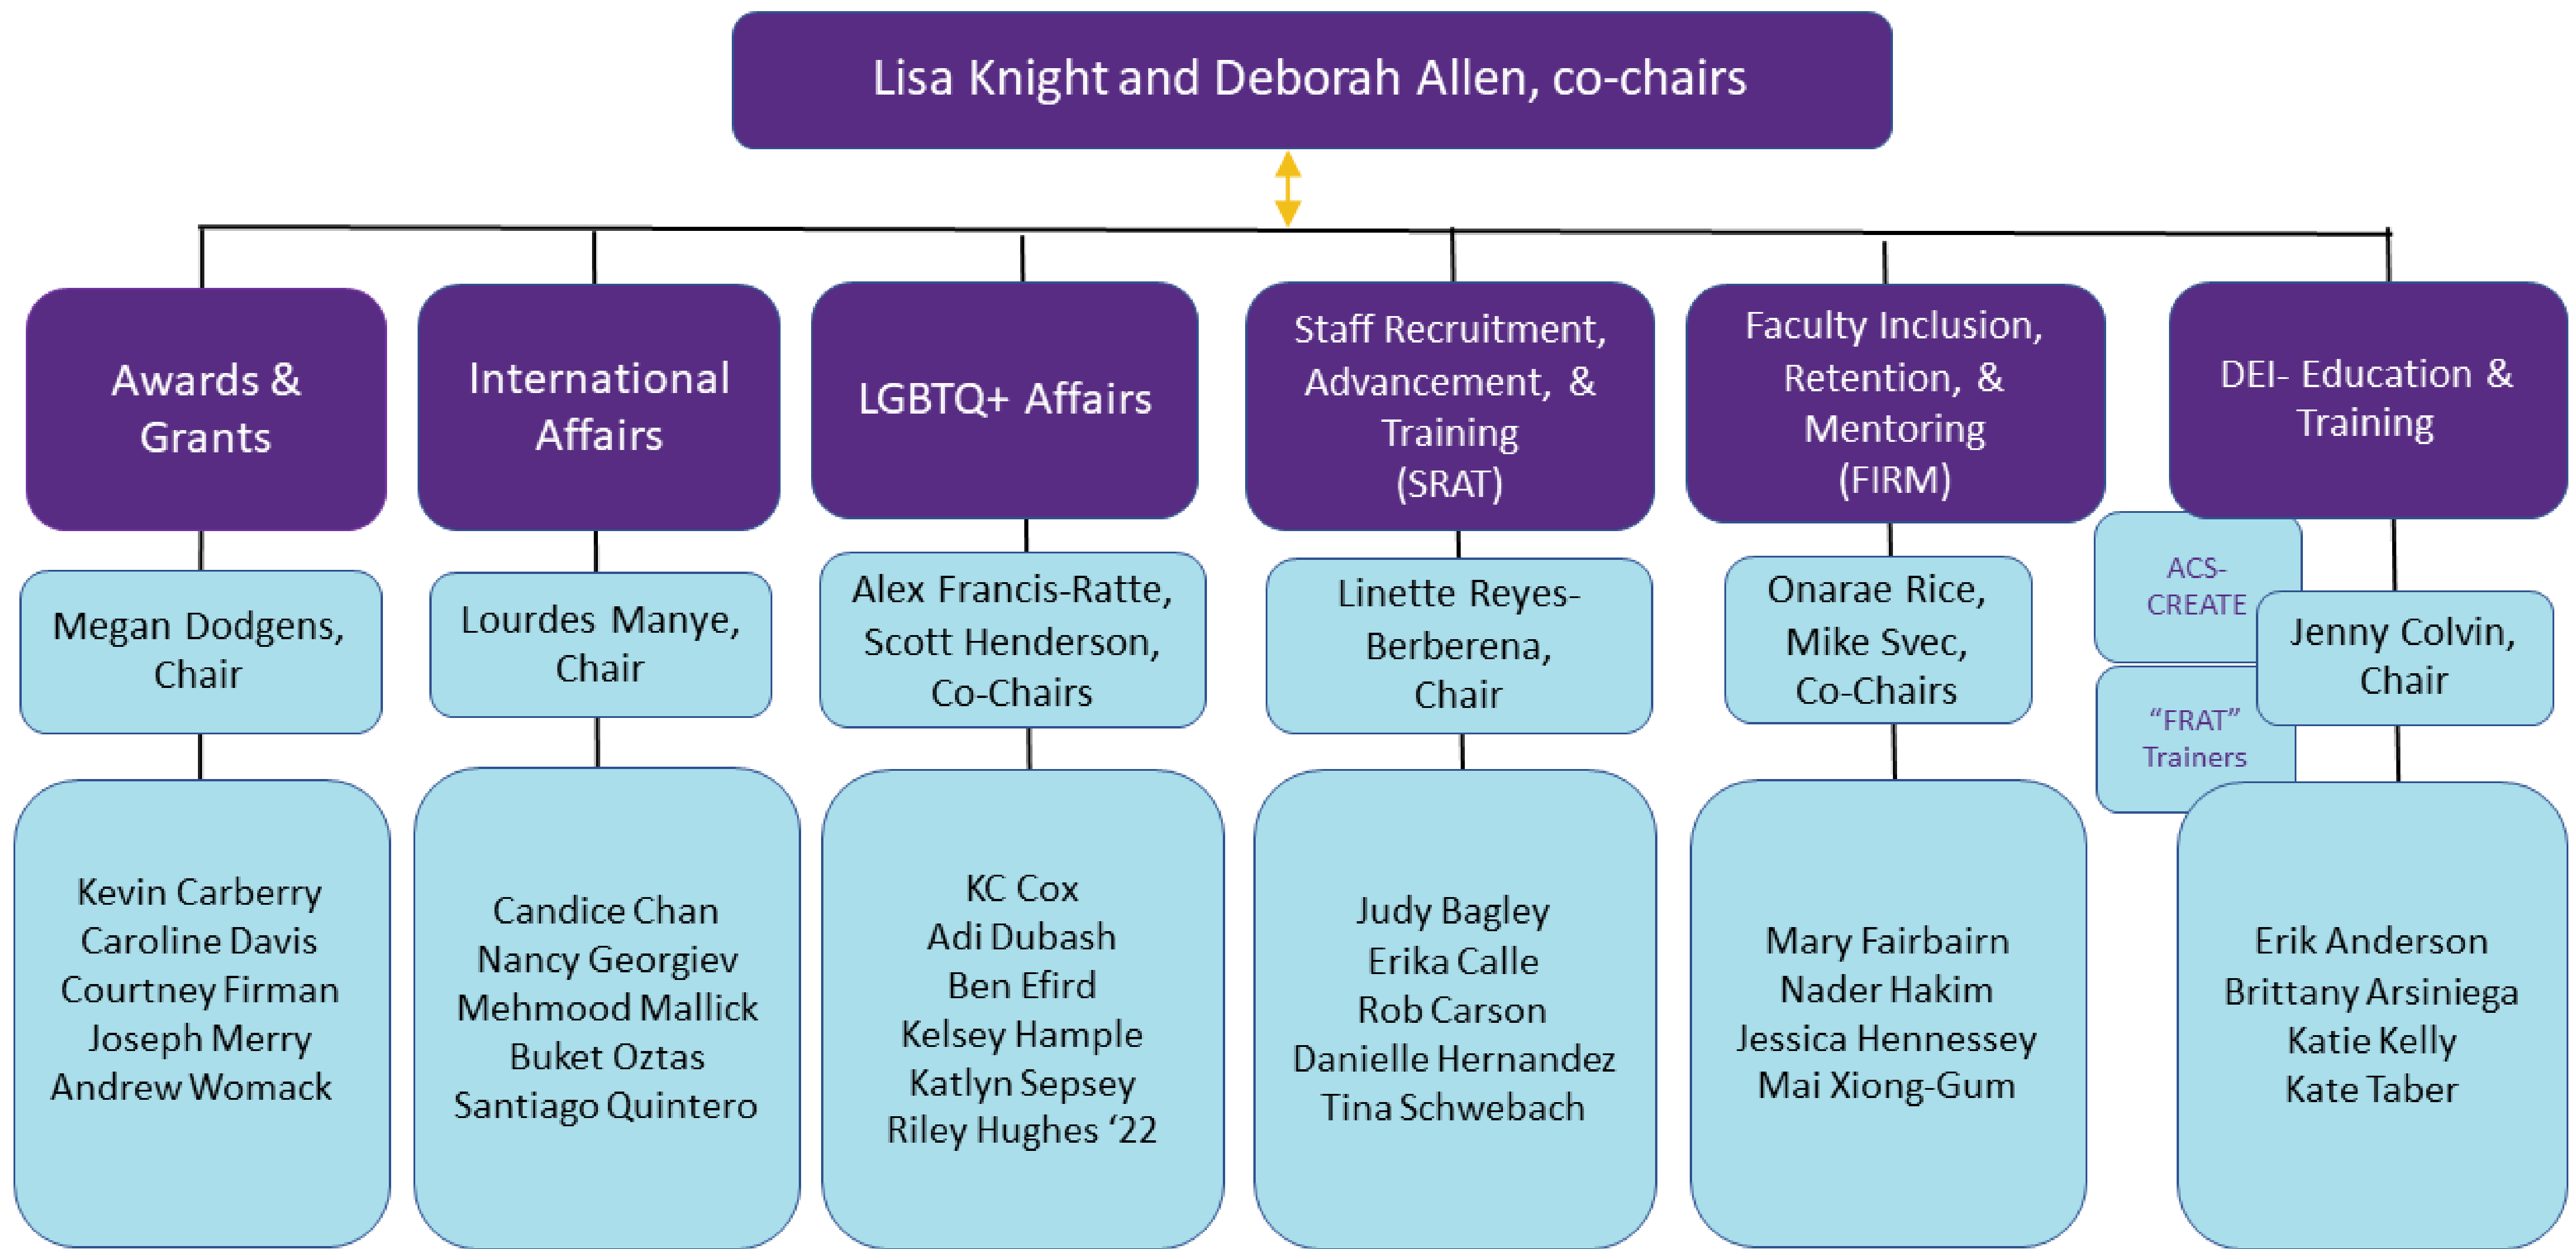 Lisa Knight and Deborah Allen, co-chairs
Awards &
Grants
International
Affairs
LGBTQ+ Affairs
Staff Recruitment,
Advancement, &
Training
(SRAT)
Faculty Inclusion,
Retention, &
Mentoring
(FIRM)
DEI- Education &
Training
Megan Dodgens,
Chair
Lourdes Manye,
Chair
Alex Francis-Ratte,
Scott Henderson,
Co-Chairs
Linette Reyes-
Berberena,
Chair
Onarae Rice,
Mike Svec,
Co-Chairs
ACS-
CREATE
“FRAT”
Trainers
Jenny Colvin,
Chair
Kevin Carberry
Caroline Davis
Courtney Firman
Joseph Merry
Andrew Womack
Candice Chan
Nancy Georgiev
Mehmood Mallick
Buket Oztas
Santiago Quintero
KC Cox
Adi Dubash
Ben Efird
Kelsey Hample
Katlyn Sepsey
Riley Hughes ‘22
Judy Bagley
Erika Calle
Rob Carson
Danielle Hernandez
Tina Schwebach
Mary Fairbairn
Nader Hakim
Jessica Hennessey
Mai Xiong-Gum
Erik Anderson
Brittany Arsiniega
Katie Kelly
Kate Taber